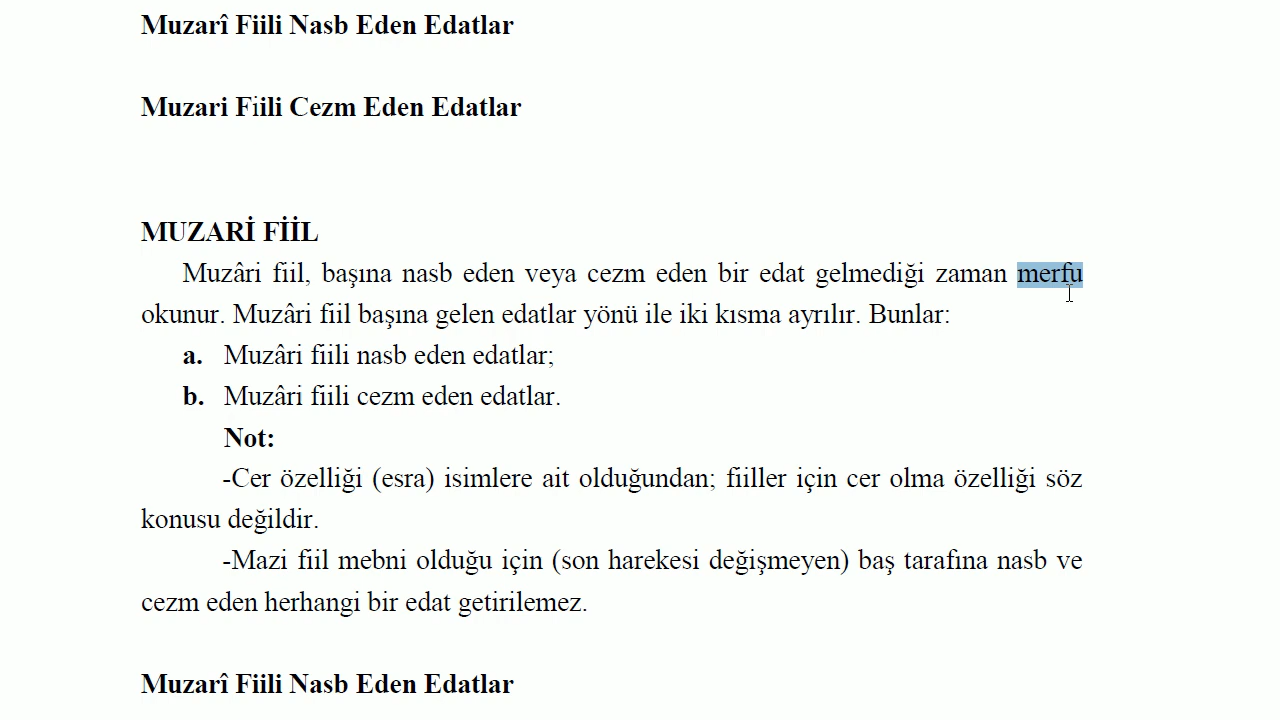 Muzarî Fiili Nasb Eden Edatlar
Muzari Fiili Cezm Eden Edatlar
MUZARİ FİİL
Muzâri fiil, başına nasb eden veya cezm eden bir edat gelmediği zaman merfu
okunur. Muzâri fiil başına gelen edatlar yönü ile iki kısma ayrılır. Bunlar:
a. Muzâri fiili nasb eden edatlar;
b. Muzâri fiili cezm eden edatlar.
Not:
-Cer özelliği (esra) isimlere ait olduğundan; fiiller için cer olma özelliği söz
konusu değildir.
-Mazi fiil mebni olduğu için (son harekesi değişmeyen) baş tarafına nasb ve
cezm eden herhangi bir edat getirilemez.
Muzarî Fiili Nasb Eden Edatlar